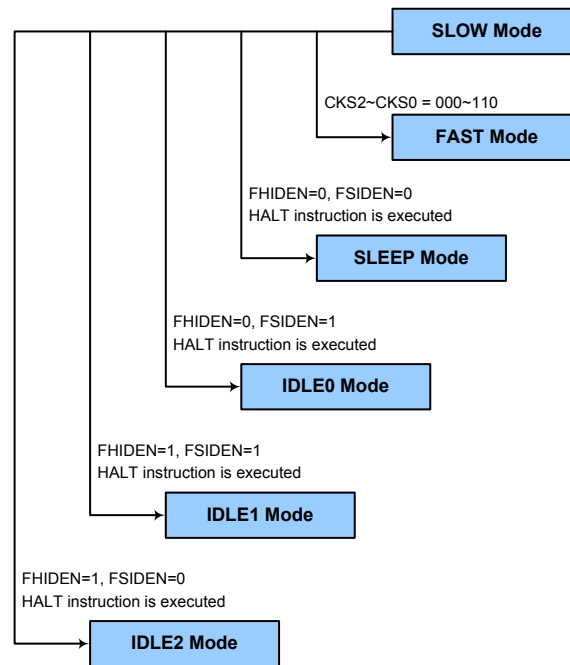 SLOW Mode
CKS2~CKS0 = 000~110
FAST Mode
FHIDEN=0, FSIDEN=0
HALT instruction is executed
SLEEP Mode
FHIDEN=0, FSIDEN=1
HALT instruction is executed
IDLE0 Mode
FHIDEN=1, FSIDEN=1
HALT instruction is executed
IDLE1 Mode
FHIDEN=1, FSIDEN=0
HALT instruction is executed
IDLE2 Mode